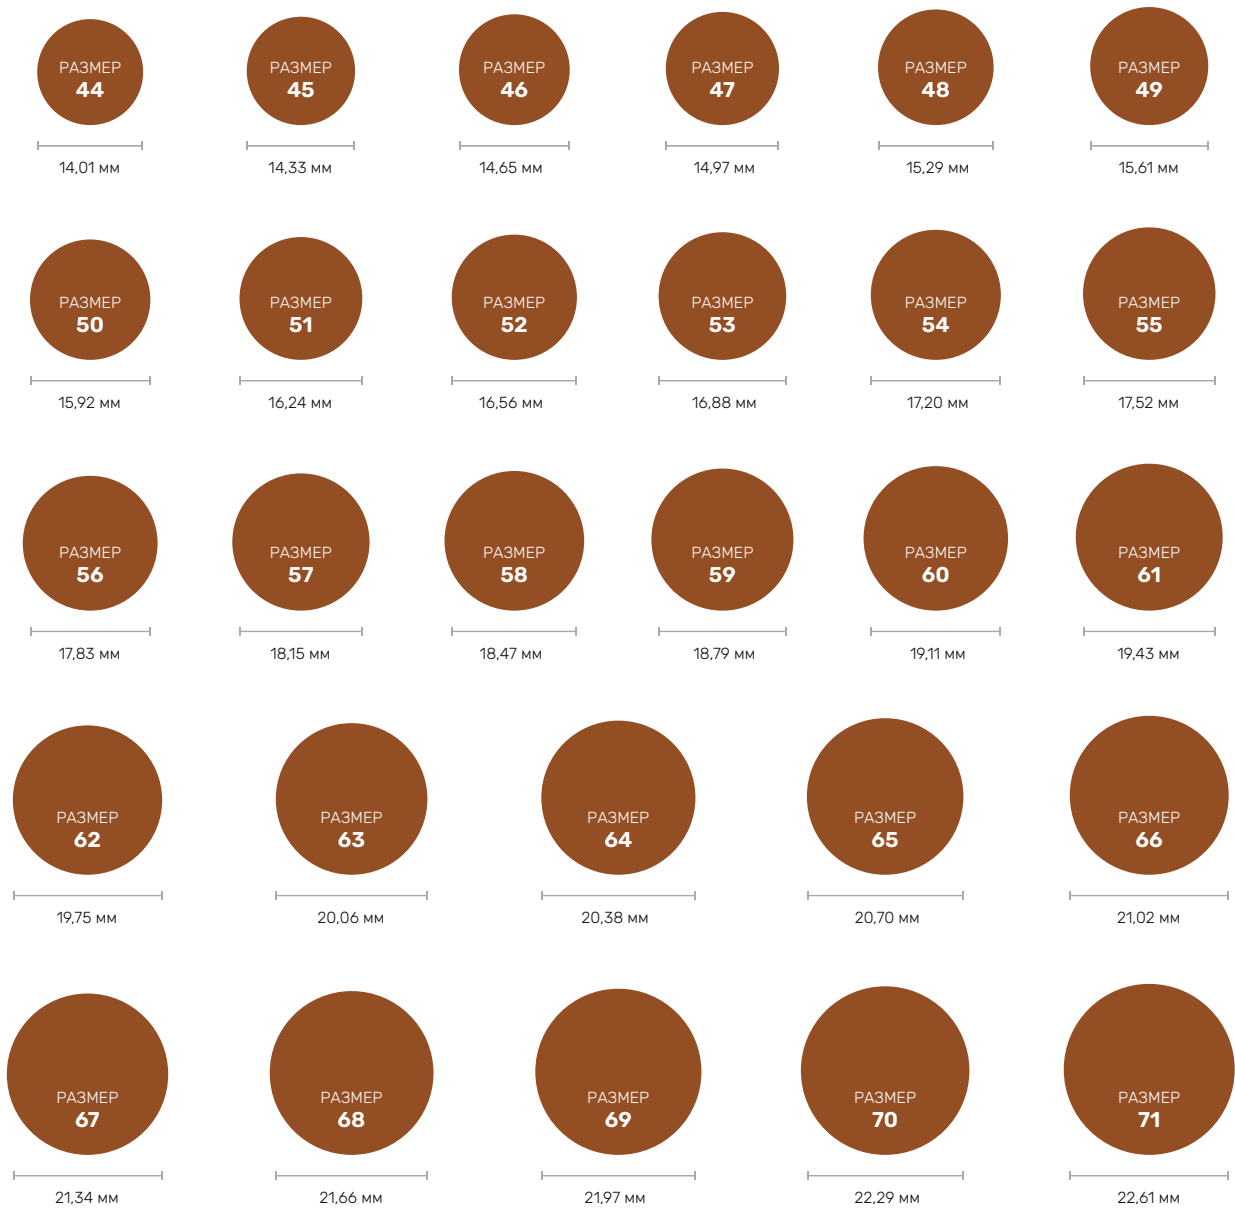 РАЗМЕР
44
14,01 мм
РАЗМЕР
45
14,33 мм
РАЗМЕР
46
14,65 мм
РАЗМЕР
47
14,97 мм
РАЗМЕР
48
15,29 мм
РАЗМЕР
49
15,61 мм
РАЗМЕР
50
15,92 мм
РАЗМЕР
51
16,24 мм
РАЗМЕР
52
16,56 мм
РАЗМЕР
53
16,88 мм
РАЗМЕР
54
17,20 мм
РАЗМЕР
55
17,52 мм
РАЗМЕР
56
17,83 мм
РАЗМЕР
57
18,15 мм
РАЗМЕР
58
18,47 мм
РАЗМЕР
59
18,79 мм
РАЗМЕР
60
19,11 мм
РАЗМЕР
61
19,43 мм
РАЗМЕР
62
19,75 мм
РАЗМЕР
63
20,06 мм
РАЗМЕР
64
20,38 мм
РАЗМЕР
65
20,70 мм
РАЗМЕР
66
21,02 мм
РАЗМЕР
67
21,34 мм
РАЗМЕР
68
21,66 мм
РАЗМЕР
69
21,97 мм
РАЗМЕР
70
22,29 мм
РАЗМЕР
71
22,61 мм